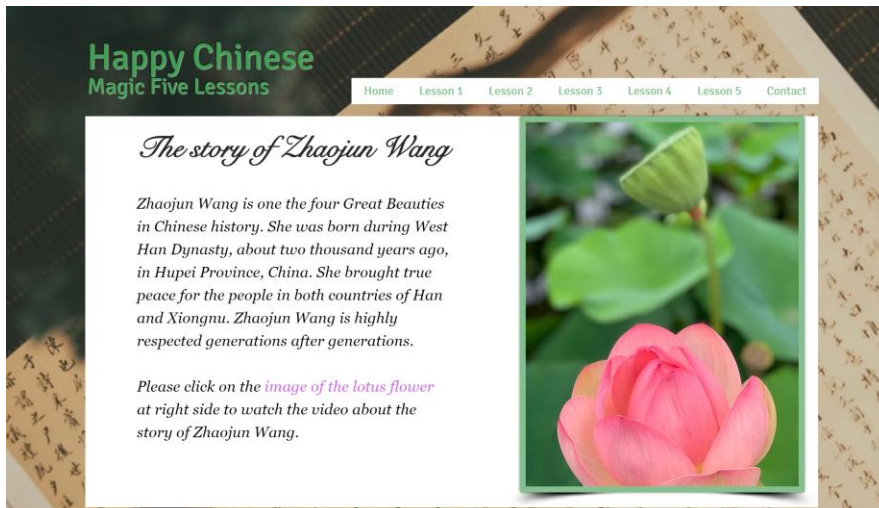 Happy Chinese
Magic Five Lessons
Home Lesson 1 Lesson 2 Lesson 3 Lesson 4 Lesson 5 Contact
The story of Zhaojun Wang
Zhaojun Wang is one the four Great Beauties
in Chinese history. She was born during West
Han Dynasty, about two thousand years ago,
in Hupei Province, China. She brought true
peace for the people in both countries of Han
and Xiongnu. Zhaojun Wang is highly
respected generations after generations.
Please click on the image of the lotus flower
at right side to watch the video about the
story of Zhaojun Wang.